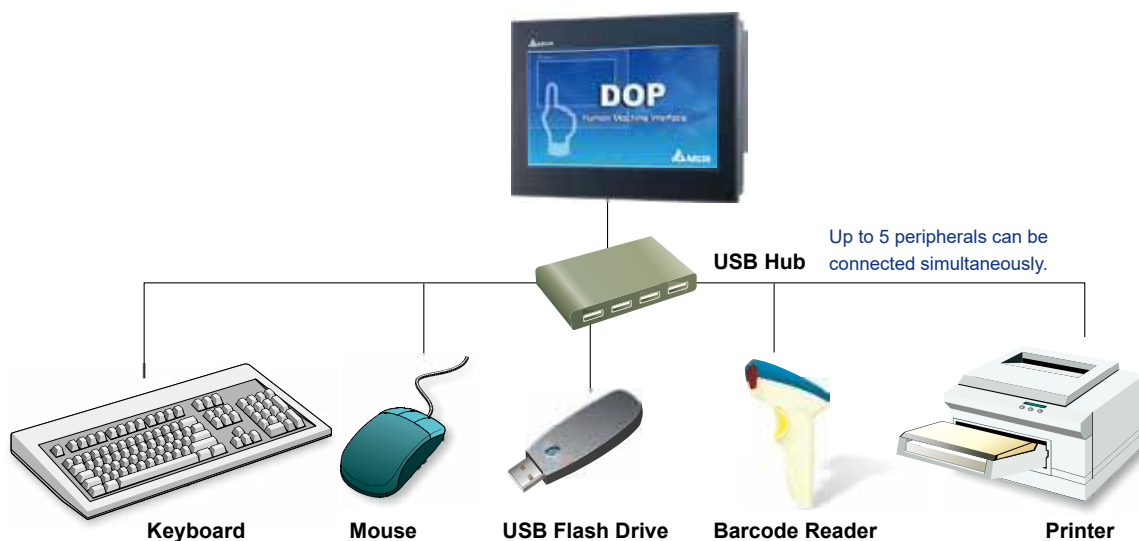 DOP
Human Machine Interface
USB Hub
Up to 5 peripherals can be
connected simultaneously.
Keyboard
Mouse
USB Flash Drive
Barcode Reader
Printer